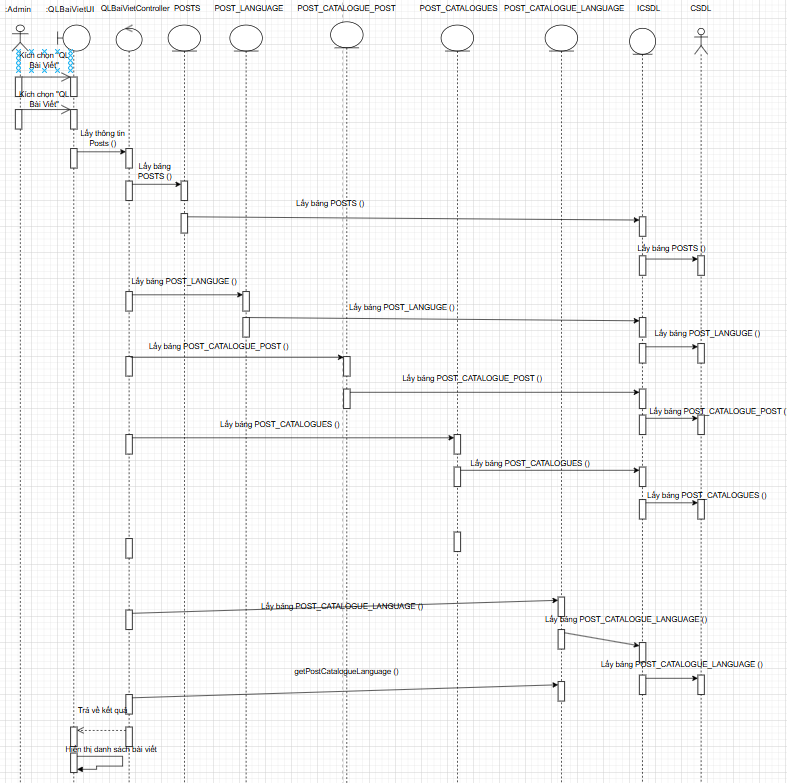 :Admin
:QLBaiVietUI
QLBaiVietController
POSTS
POST_LANGUAGE
POST_CATALOGUE_POST
POST_CATALOGUES
POST_CATALOGUE_LANGUAGE
ICSDL
CSDL
Kích chọn "QL
Bài Viết"
Kích chọn "QL
Bài Viết"
Lấy thông tin
Posts ()
Lấy bảng
POSTS ()
Lấy bảng POSTS ()
Lấy bảng POSTS ()
Lấy bảng POST_LANGUGE ()
Lấy bảng POST_LANGUGE ()
Lấy bảng POST_LANGUGE ()
Lấy bảng POST_CATALOGUE_POST ()
Lấy bảng POST_CATALOGUE_POST ()
Lấy bảng POST_CATALOGUE_POST (
Lấy bảng POST_CATALOGUES ()
Lấy bảng POST_CATALOGUES ()
Lấy bảng POST_CATALOGUES ()
Lấy bảng POST_CATALOGUE_LANGUAGE ()
Lấy bảng POST_CATALOGUE_LANGUAGE ()
Lấy bảng POST_CATALOGUE_LANGUAGE ()
getPostCatalogueLanguage ()
Trả về kết quả
Hiển thị danh sách bài viết